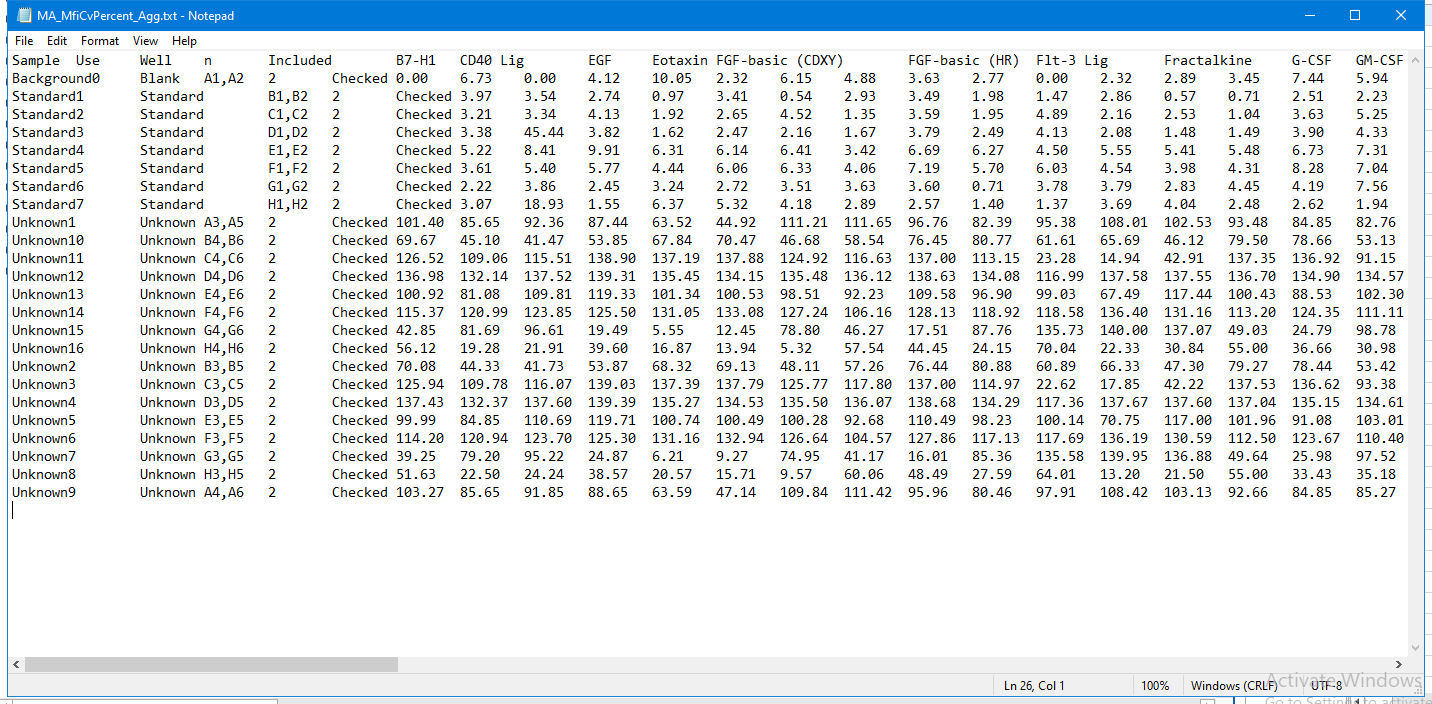 MA_MfiCvPercent_Agg.txt - Notepad
File Edit Format View Help
Sample Use Well n Included B7-H1 CD40 Lig EGF Eotaxin FGF-basic (CDXY) FGF-basic (HR) Flt-3 Lig Fractalkine G-CSF GM-CSF
Background0 Blank A1,A2 2 Checked 0.00 6.73 0.00 4.12 10.05 2.32 6.15 4.88 3.63 2.77 0.00 2.32 2.89 3.45 7.44 5.94
Standard1 Standard B1,B2 2 Checked 3.97 3.54 2.74 0.97 3.41 0.54 2.93 3.49 1.98 1.47 2.86 0.57 0.71 2.51 2.23
Standard2 Standard C1,C2 2 Checked 3.21 3.34 4.13 1.92 2.65 4.52 1.35 3.59 1.95 4.89 2.16 2.53 1.04 3.63 5.25
Standard3 Standard D1,D2 2 Checked 3.38 45.44 3.82 1.62 2.47 2.16 1.67 3.79 2.49 4.13 2.08 1.48 1.49 3.90 4.33
Standard4 Standard E1,E2 2 Checked 5.22 8.41 9.91 6.31 6.14 6.41 3.42 6.69 6.27 4.50 5.55 5.41 5.48 6.73 7.31
Standard5 Standard F1,F2 2 Checked 3.61 5.40 5.77 4.44 6.06 6.33 4.06 7.19 5.70 6.03 4.54 3.98 4.31 8.28 7.04
Standard6 Standard G1,G2 2 Checked 2.22 3.86 2.45 3.24 2.72 3.51 3.63 3.60 0.71 3.78 3.79 2.83 4.45 4.19 7.56
Standard7 Standard H1,H2 2 Checked 3.07 18.93 1.55 6.37 5.32 4.18 2.89 2.57 1.40 1.37 3.69 4.04 2.48 2.62 1.94
Unknown1 Unknown A3,A5 2 Checked 101.40 85.65 92.36 87.44 63.52 44.92 111.21 111.65 96.76 82.39 95.38 108.01 102.53 93.48 84.85 82.76
Unknown10 Unknown B4,B6 2 Checked 69.67 45.10 41.47 53.85 67.84 70.47 46.68 58.54 76.45 80.77 61.61 65.69 46.12 79.50 78.66 53.13
Unknown11 Unknown C4,C6 2 Checked 126.52 109.06 115.51 138.90 137.19 137.88 124.92 116.63 137.00 113.15 23.28 14.94 42.91 137.35 136.92 91.15
Unknown12 Unknown D4,D6 2 Checked 136.98 132.14 137.52 139.31 135.45 134.15 135.48 136.12 138.63 134.08 116.99 137.58 137.55 136.70 134.90 134.57
Unknown13 Unknown E4,E6 2 Checked 100.92 81.08 109.81 119.33 101.34 100.53 98.51 92.23 109.58 96.90 99.03 67.49 117.44 100.43 88.53 102.30
Unknown14 Unknown F4,F6 2 Checked 115.37 120.99 123.85 125.50 131.05 133.08 127.24 106.16 128.13 118.92 118.58 136.40 131.16 113.20 124.35 111.11
Unknown15 Unknown G4,G6 2 Checked 42.85 81.69 96.61 19.49 5.55 12.45 78.80 46.27 17.51 87.76 135.73 140.00 137.07 49.03 24.79 98.78
Unknown16 Unknown H4,H6 2 Checked 56.12 19.28 21.91 39.60 16.87 13.94 5.32 57.54 44.45 24.15 70.04 22.33 30.84 55.00 36.66 30.98
Unknown2 Unknown B3,B5 2 Checked 70.08 44.33 41.73 53.87 68.32 69.13 48.11 57.26 76.44 80.88 60.89 66.33 47.30 79.27 78.44 53.42
Unknown3 Unknown C3,C5 2 Checked 125.94 109.78 116.07 139.03 137.39 137.79 125.77 117.80 137.00 114.97 22.62 17.85 42.22 137.53 136.62 93.38
Unknown4 Unknown D3,D5 2 Checked 137.43 132.37 137.60 139.39 135.27 134.53 135.50 136.07 138.68 134.29 117.36 137.67 137.60 137.04 135.15 134.61
Unknown5 Unknown E3,E5 2 Checked 99.99 84.85 110.69 119.71 100.74 100.49 100.28 92.68 110.49 98.23 100.14 70.75 117.00 101.96 91.08 103.01
Unknown6 Unknown F3,F5 2 Checked 114.20 120.94 123.70 125.30 131.16 132.94 126.64 104.57 127.86 117.13 117.69 136.19 130.59 112.50 123.67 110.40
Unknown7 Unknown G3,G5 2 Checked 39.25 79.20 95.22 24.87 6.21 9.27 74.95 41.17 16.01 85.36 135.58 139.95 136.88 49.64 25.98 97.52
Unknown8 Unknown H3,H5 2 Checked 51.63 22.50 24.24 38.57 20.57 15.71 9.57 60.06 48.49 27.59 64.01 13.20 21.50 55.00 33.43 35.18
Unknown9 Unknown A4,A6 2 Checked 103.27 85.65 91.85 88.65 63.59 47.14 109.84 111.42 95.96 80.46 97.91 108.42 103.13 92.66 84.85 85.27
Ln 26, Col 1 100% Windows (CRLF) UTF-8
Activate Windows